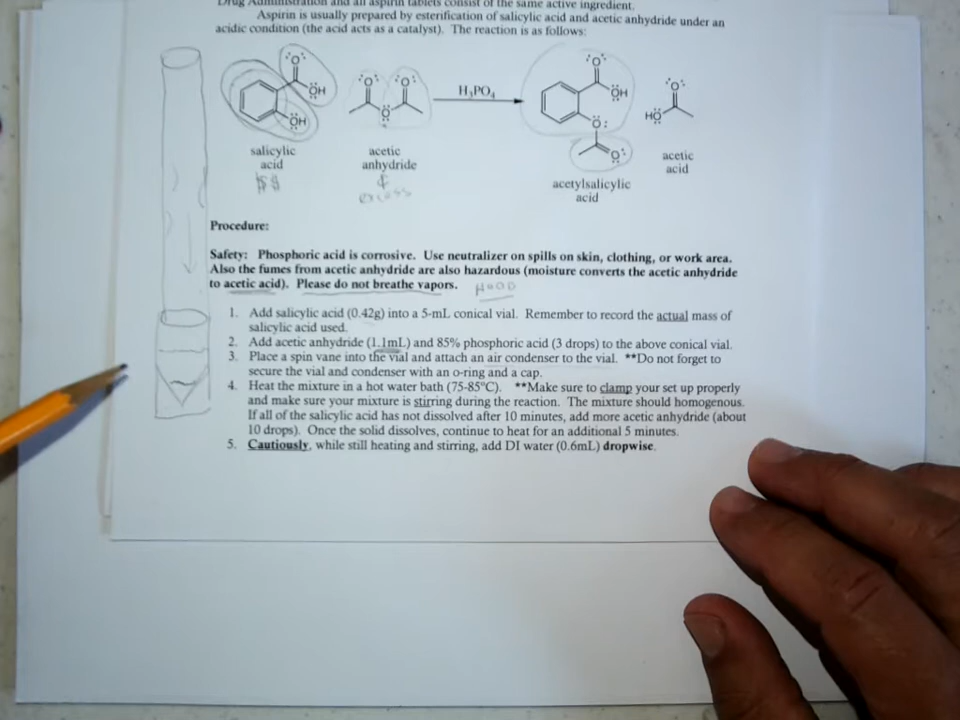 Drug Administration and all aspirin tablets consist of the same active ingredient.
Aspirin is usually prepared by esterification of salicylic acid and acetic anhydride under an
acidic condition (the acid acts as a catalyst). The reaction is as follows:
O O O O O
OH H3PO4 OH
OH O O HO
O
salicylic
acid
acetic
anhydride
acetylsalicylic
acid
acetic
acid
$$
¢
excess
Procedure:
Safety: Phosphoric acid is corrosive. Use neutralizer on spills on skin, clothing, or work area.
Also the fumes from acetic anhydride are also hazardous (moisture converts the acetic anhydride
to acetic acid). Please do not breathe vapors. HOOD
1. Add salicylic acid (0.42g) into a 5-mL conical vial. Remember to record the actual mass of
salicylic acid used.
2. Add acetic anhydride (1.1mL) and 85% phosphoric acid (3 drops) to the above conical vial.
3. Place a spin vane into the vial and attach an air condenser to the vial. **Do not forget to
secure the vial and condenser with an o-ring and a cap.
4. Heat the mixture in a hot water bath (75-85°C). **Make sure to clamp your set up properly
and make sure your mixture is stirring during the reaction. The mixture should homogenous.
If all of the salicylic acid has not dissolved after 10 minutes, add more acetic anhydride (about
10 drops). Once the solid dissolves, continue to heat for an additional 5 minutes.
5. Cautiously, while still heating and stirring, add DI water (0.6mL) dropwise.